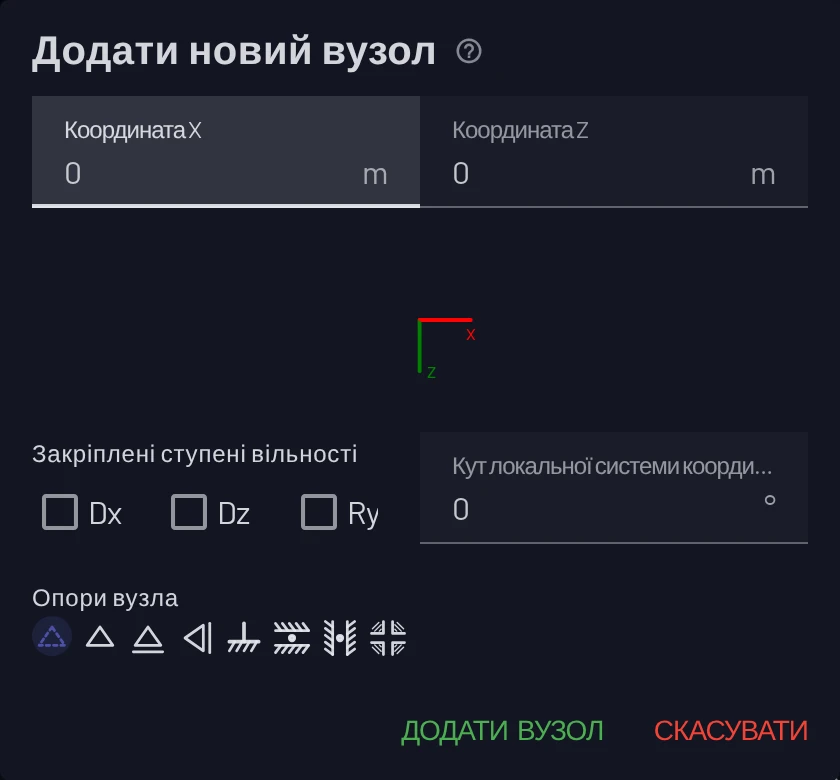 Додати новий вузол
Координата X
0 m
Координата Z
0 m
x
z
Закріплені ступені вільності
Dx Dz Ry
Кут локальної системи коорди...
0 °
Опори вузла
ДОДАТИ ВУЗОЛ СКАСУВАТИ